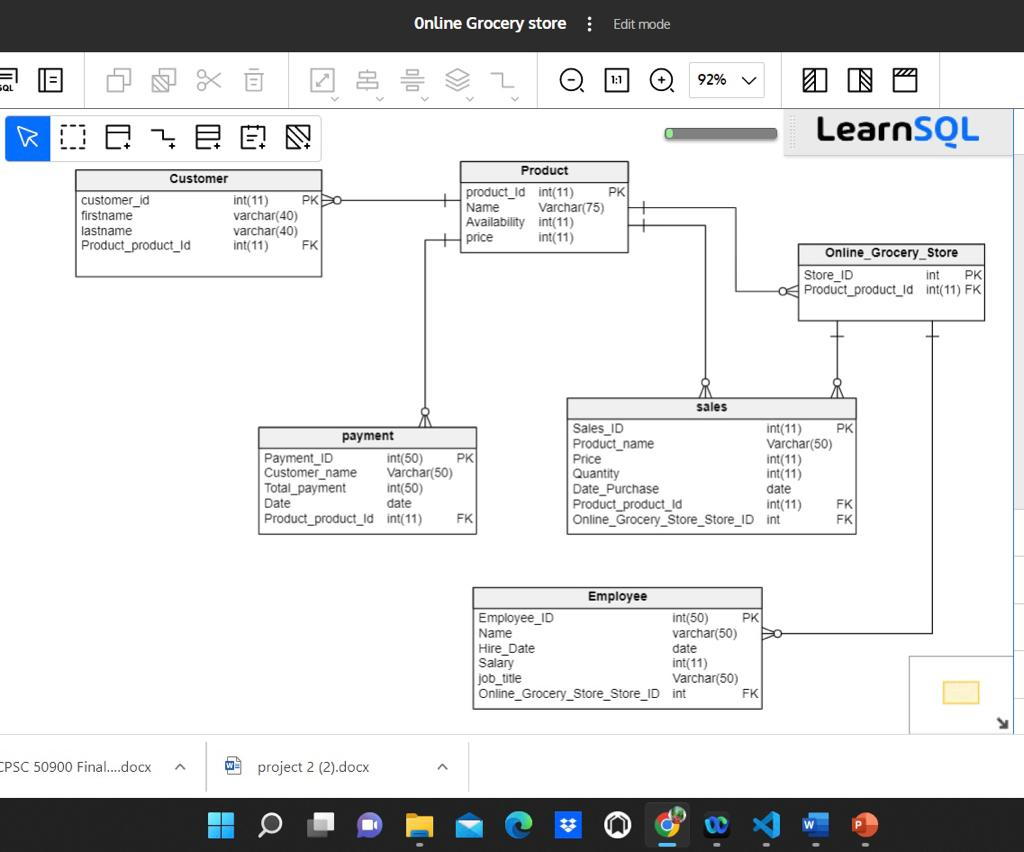 Online Grocery store
Edit mode
SQL
1:1
92%
LearnSQL
Customer
customer_id int(11) PK
firstname varchar(40)
lastname varchar(40)
Product_product_Id int(11) FK
Product
product_Id int(11) PK
Name Varchar(75)
Availability int(11)
price int(11)
Online_Grocery_Store
Store_ID int PK
Product_product_Id int(11) FK
payment
Payment_ID int(50) PK
Customer_name Varchar(50)
Total_payment int(50)
Date date
Product_product_Id int(11) FK
sales
Sales_ID int(11) PK
Product_name Varchar(50)
Price int(11)
Quantity int(11)
Date_Purchase date
Product_product_Id int(11) FK
Online_Grocery_Store_Store_ID int FK
Employee
Employee_ID int(50) PK
Name varchar(50)
Hire_Date date
Salary int(11)
job_title Varchar(50)
Online_Grocery_Store_Store_ID int FK
CPSC 50900 Final....docx
project 2 (2).docx